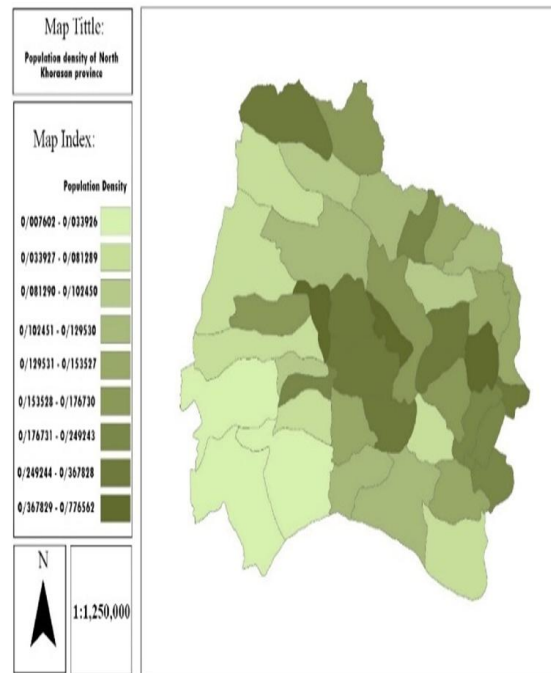 Map Tittle:
Population density of North
Khorasan province
Map Index:
Population Density
0/007602 - 0/033926
0/033927 - 0/081289
0/081290 - 0/102450
0/102451 - 0/129530
0/129531 - 0/153527
0/153528 - 0/176730
0/176731 - 0/249243
0/249244 - 0/367828
0/367829 - 0/776562
N
1:1,250,000